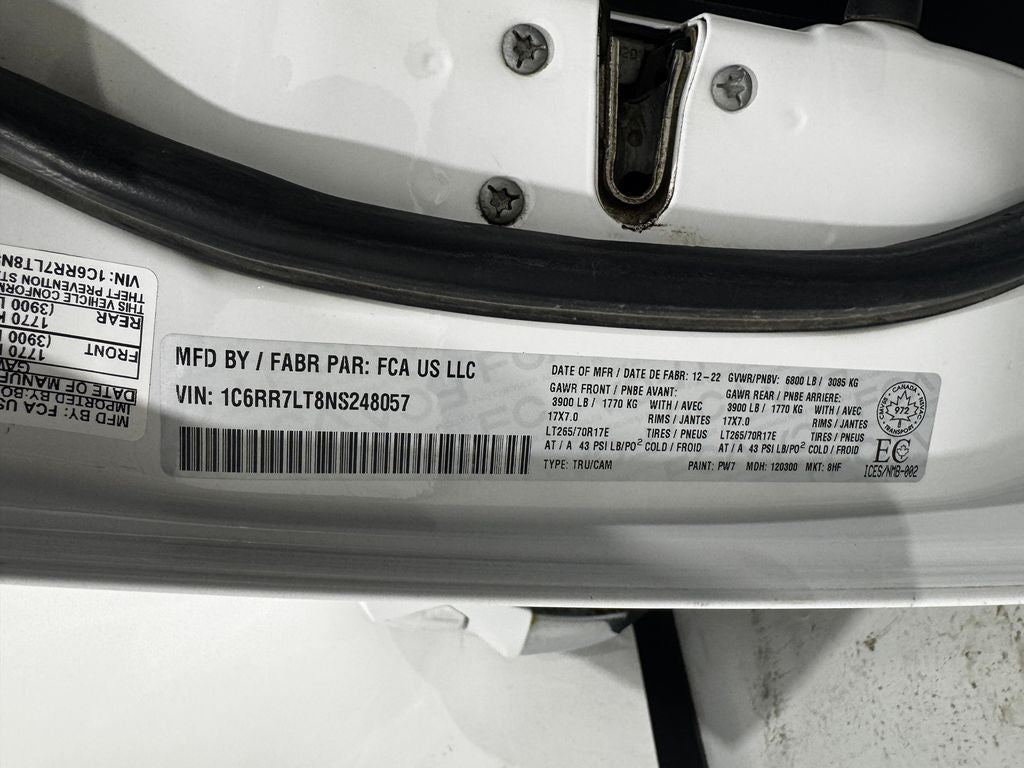 MFD BY / FABR PAR: FCA US LLC
VIN: 1C6RR7LT8NS248057
DATE OF MFR / DATE DE FABR: 12-22 GVWR/PNBV: 6800 LB / 3085 KG
GAWR FRONT / PNBE AVANT:
3900 LB / 1770 KG WITH / AVEC
17X7.0 RIMS / JANTES
LT265/70R17E TIRES / PNEUS
AT / A 43 PSI LB/PO² COLD / FROID
GAWR REAR / PNBE ARRIERE:
3900 LB / 1770 KG WITH / AVEC
17X7.0 RIMS / JANTES
LT265/70R17E TIRES / PNEUS
AT / A 43 PSI LB/PO² COLD / FROID
TYPE: TRU/CAM PAINT: PW7 MDH: 120300 MKT: 8HF
CANADA
972
TRANSPORT
EC
ICES/NMB-002
MFD BY: FCA US
IMPORTED BY: BO
DATE OF MANUF
GAW
FRONT 1770 K
(3900 L
REAR 1770 K
(3900 L
THIS VEHICLE CONFORM
THEFT PREVENTION STA
VIN: 1C6RR7LT8NS